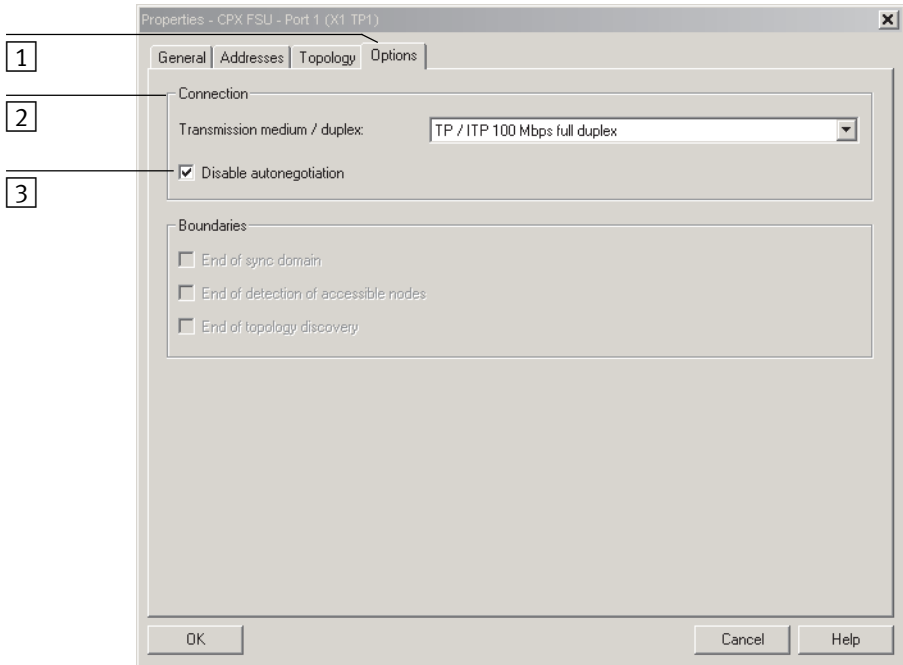 Properties - CPX FSU - Port 1 (X1 TP1)
1
General Addresses Topology Options
2
Connection
Transmission medium / duplex: TP / ITP 100 Mbps full duplex
3
Disable autonegotiation
Boundaries
End of sync domain
End of detection of accessible nodes
End of topology discovery
OK Cancel Help